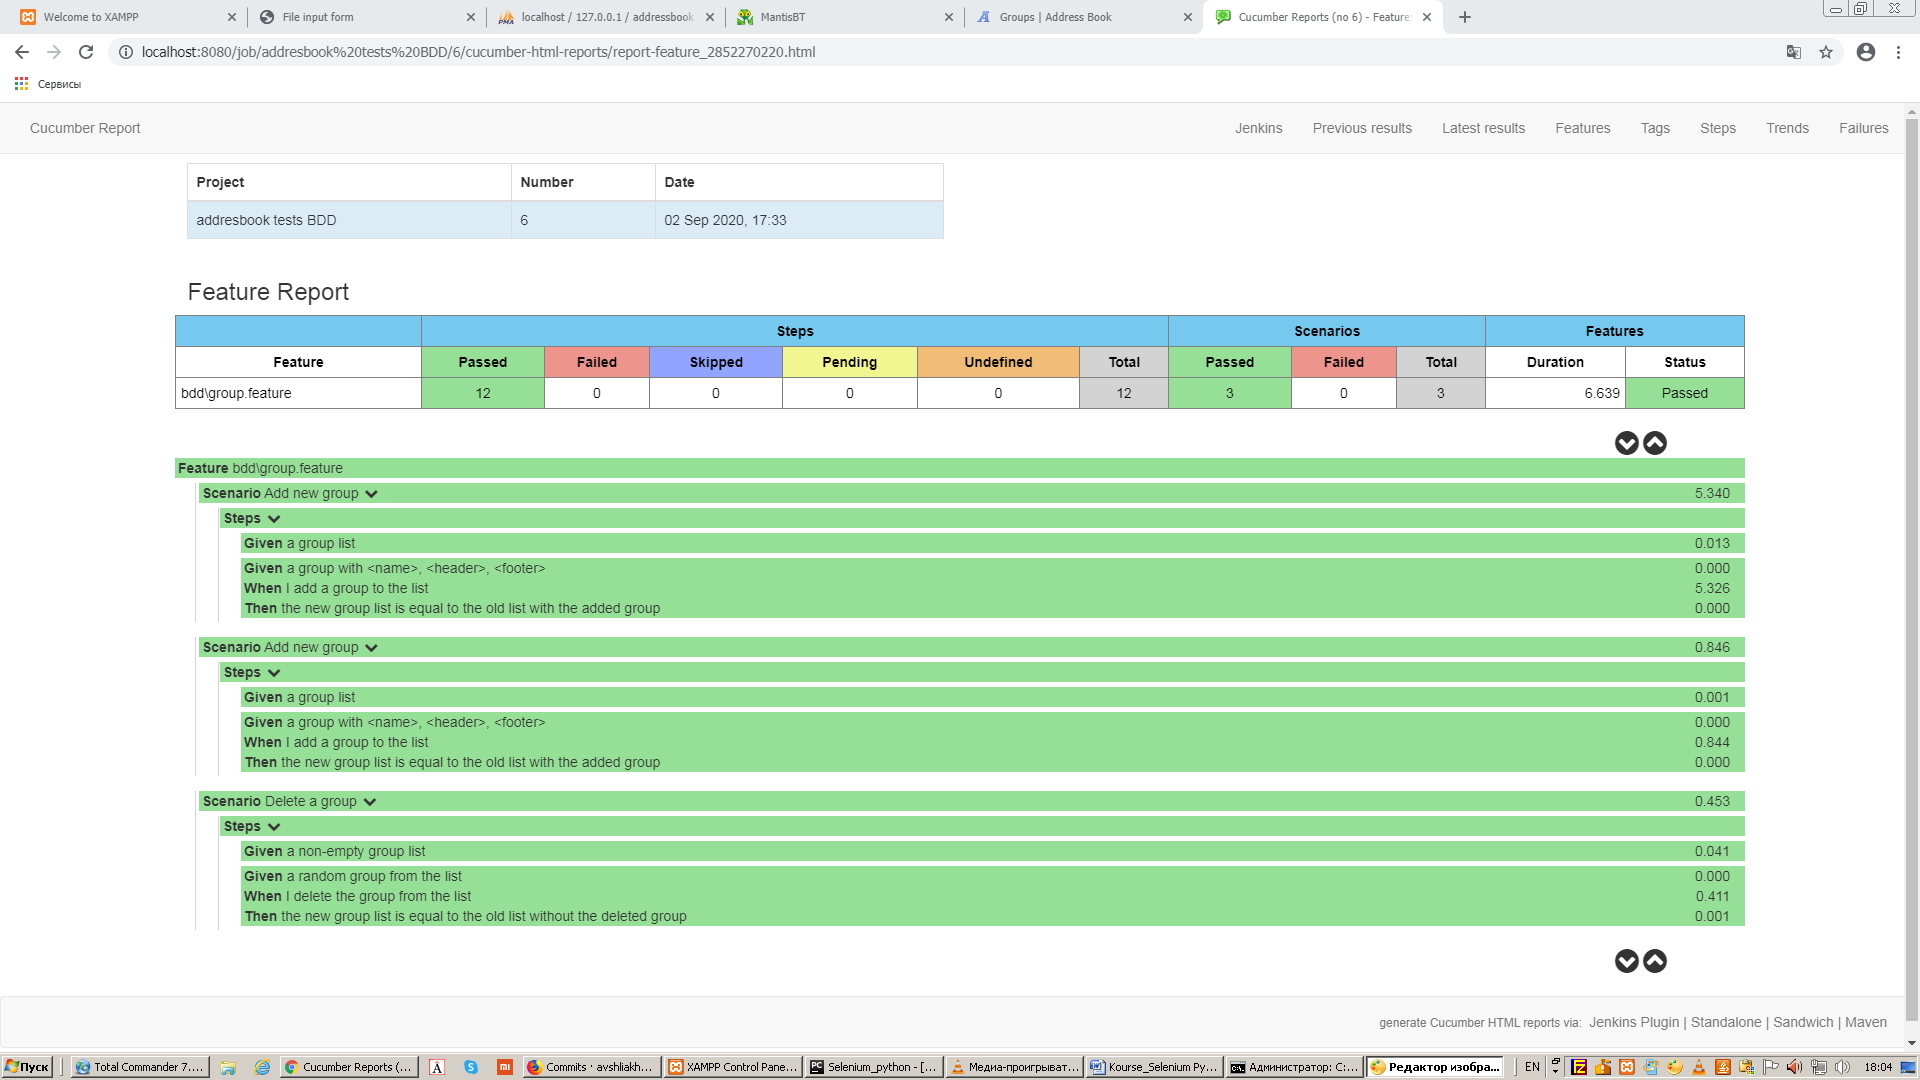 Welcome to XAMPP
File input form
localhost / 127.0.0.1 / addressbook
MantisBT
Groups | Address Book
Cucumber Reports (no 6) - Feature:
localhost:8080/job/addresbook%20tests%20BDD/6/cucumber-html-reports/report-feature_2852270220.html
Сервисы
Cucumber Report
Jenkins Previous results Latest results Features Tags Steps Trends Failures
Project Number Date
addresbook tests BDD 6 02 Sep 2020, 17:33
Feature Report
Steps Scenarios Features
Feature Passed Failed Skipped Pending Undefined Total Passed Failed Total Duration Status
bdd\group.feature 12 0 0 0 0 12 3 0 3 6.639 Passed
Feature bdd\group.feature
Scenario Add new group 5.340
Steps
Given a group list 0.013
Given a group with <name>, <header>, <footer> 0.000
When I add a group to the list 5.326
Then the new group list is equal to the old list with the added group 0.000
Scenario Add new group 0.846
Steps
Given a group list 0.001
Given a group with <name>, <header>, <footer> 0.000
When I add a group to the list 0.844
Then the new group list is equal to the old list with the added group 0.000
Scenario Delete a group 0.453
Steps
Given a non-empty group list 0.041
Given a random group from the list 0.000
When I delete the group from the list 0.411
Then the new group list is equal to the old list without the deleted group 0.001
generate Cucumber HTML reports via: Jenkins Plugin | Standalone | Sandwich | Maven
Пуск
Total Commander 7....
Cucumber Reports (...
Commits · avshliakh...
XAMPP Control Pane...
Selenium_python - [...
Медиа-проигрыват...
Kourse_Selenium Py...
Администратор: C:...
Редактор изобра...
EN
18:04